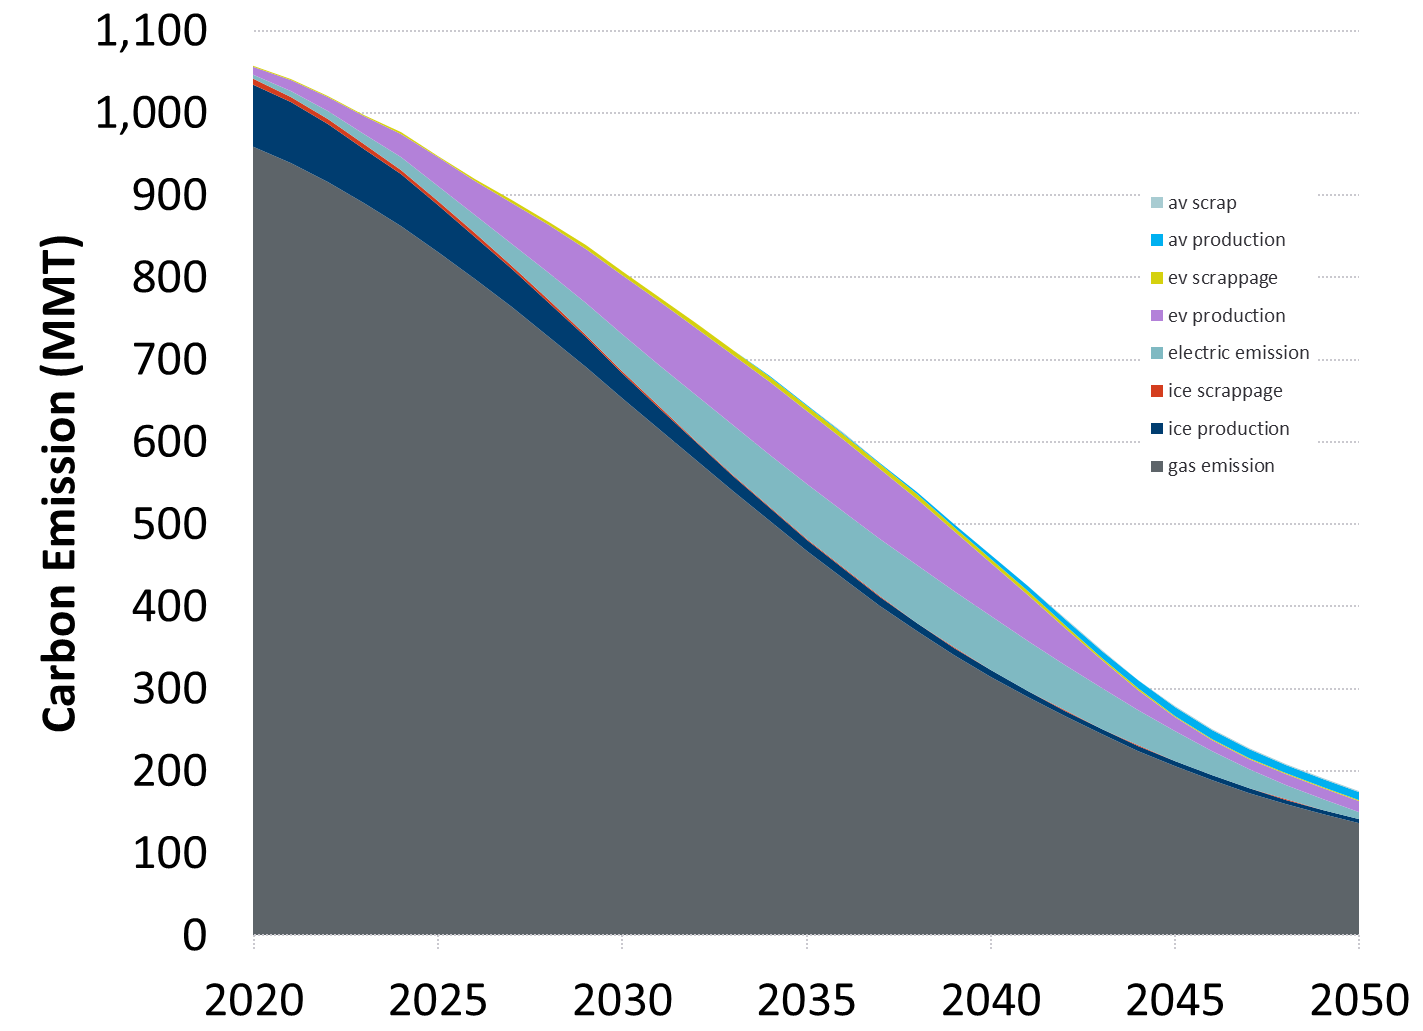 1,100
1,000
900
800
700
600
500
400
300
200
100
0
Carbon Emission (MMT)
av scrap
av production
ev scrappage
ev production
electric emission
ice scrappage
ice production
gas emission
2020 2025 2030 2035 2040 2045 2050